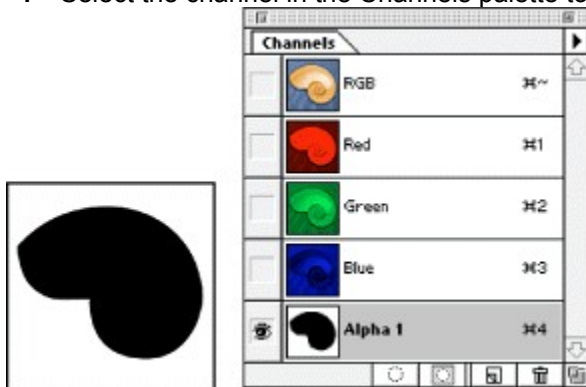 Select the channel in the Channels palette to
Channels
RGB ⌘~
Red ⌘1
Green ⌘2
Blue ⌘3
Alpha 1 ⌘4